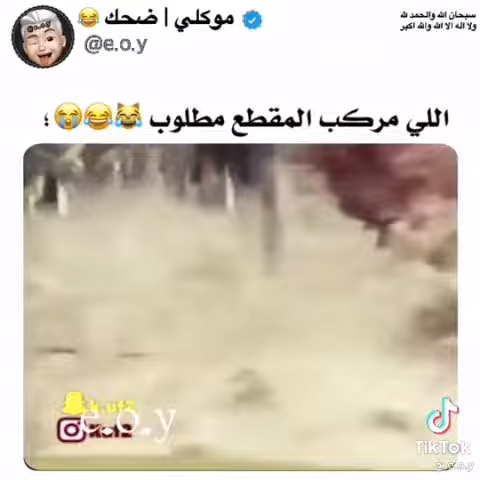 موكلي | ضحك 😂
@e.o.y
سبحان الله والحمد لله
ولا اله الا الله والله اكبر
اللي مركب المقطع مطلوب 😹😂😭 ؛
e.o.y
TikTok
@e.o.y